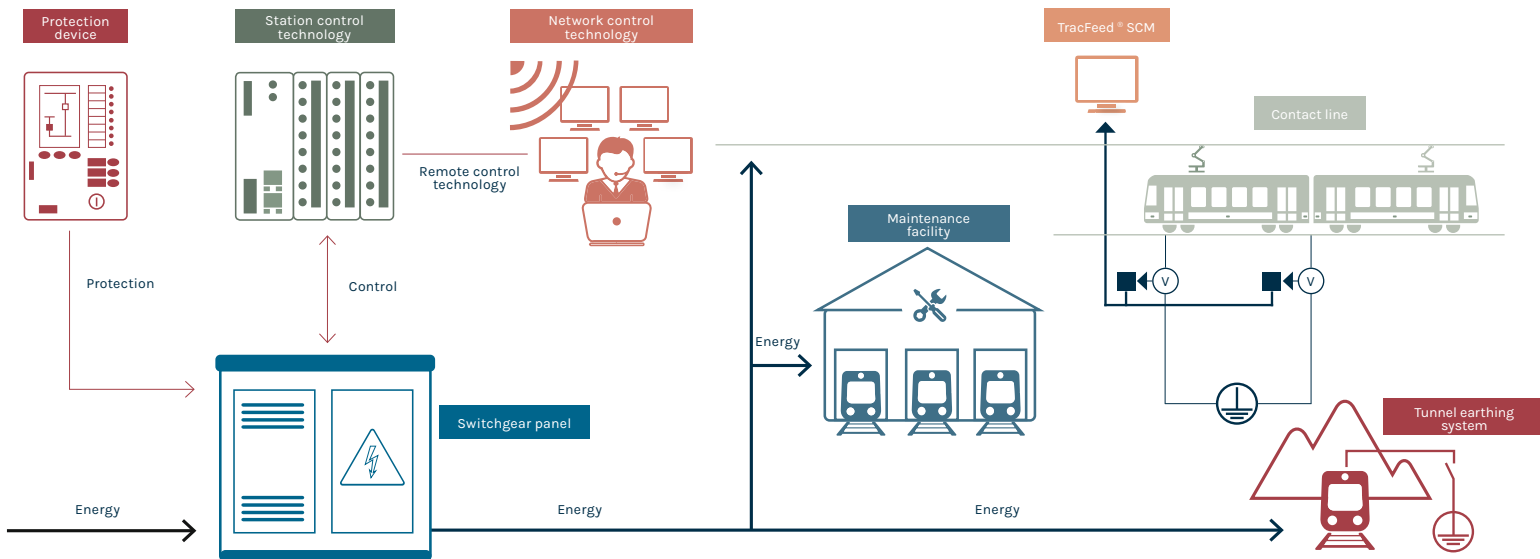 Protection
device
Station control
technology
Network control
technology
TracFeed ® SCM
Contact line
Remote control
technology
Maintenance
facility
Protection
Control
V
V
Energy
Switchgear panel
Tunnel earthing
system
Energy
Energy
Energy